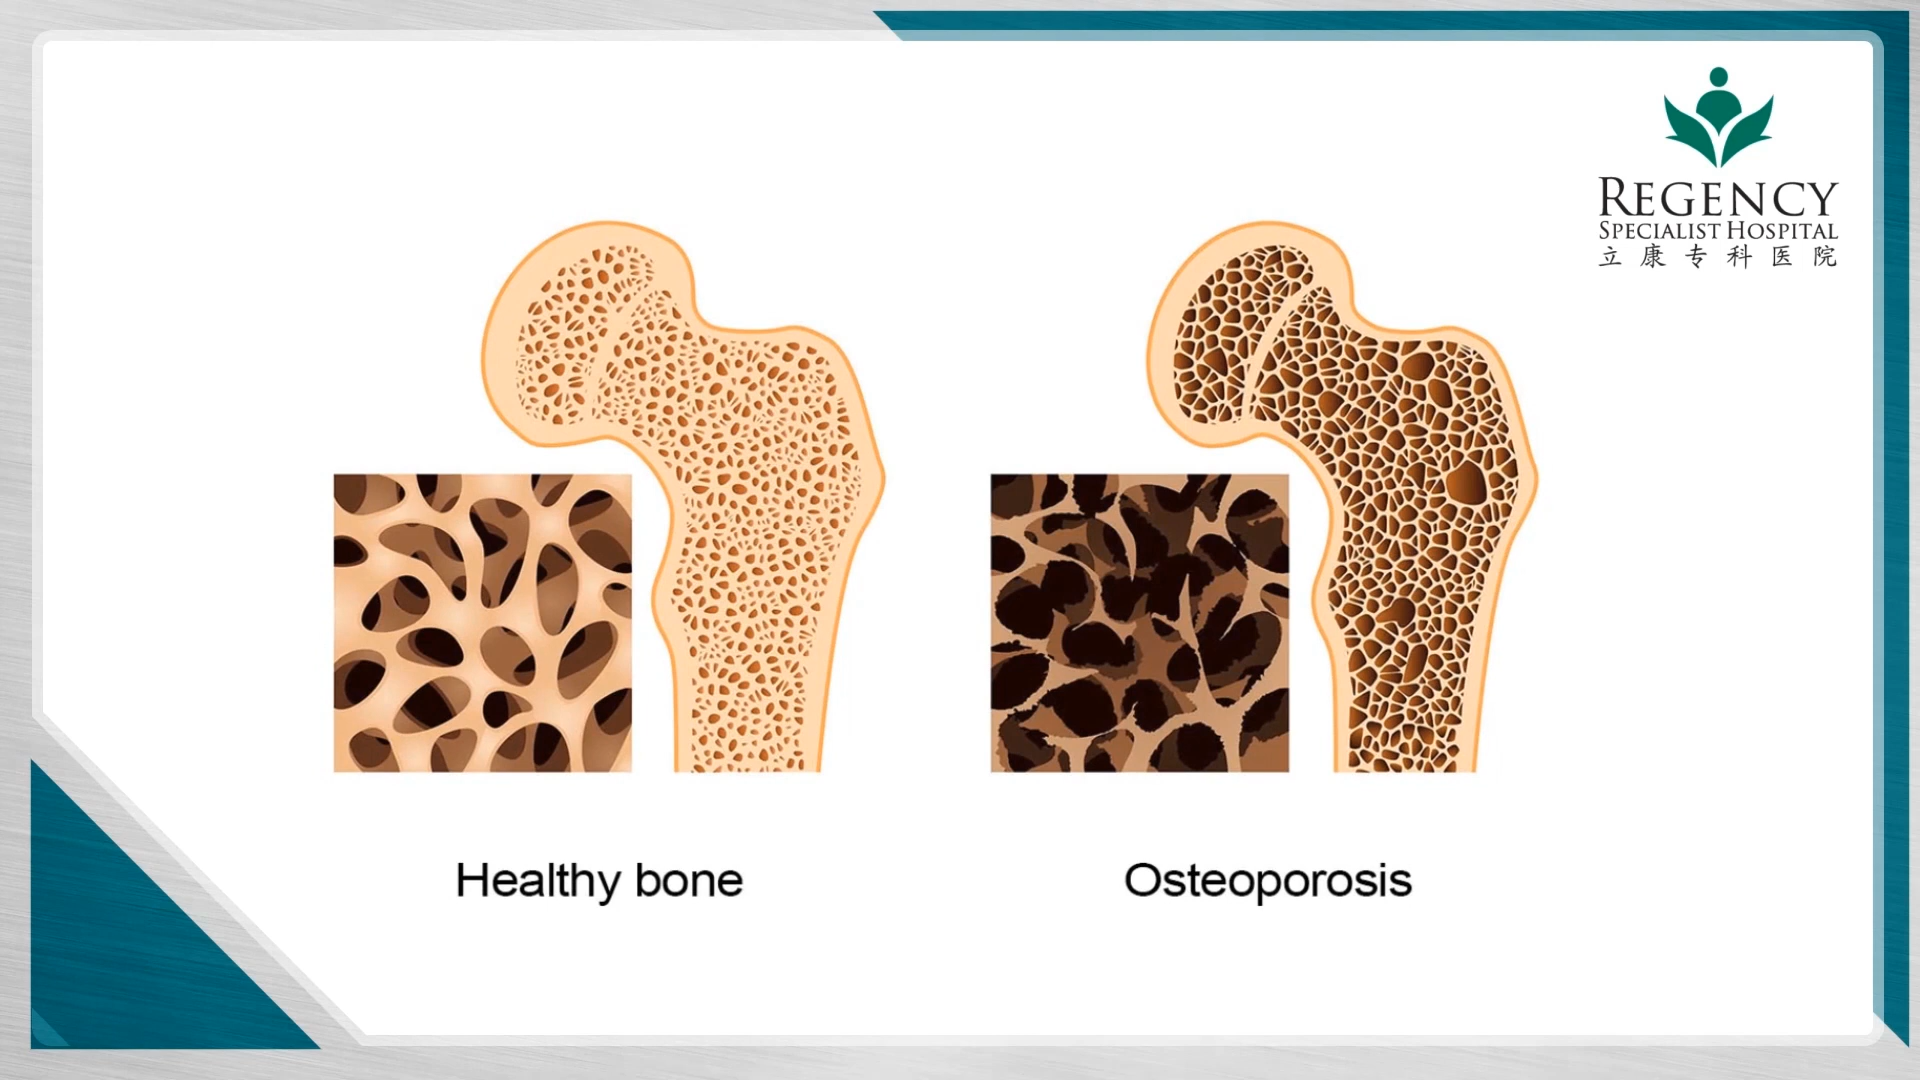 REGENCY
SPECIALIST HOSPITAL
立康专科医院
Healthy bone
Osteoporosis